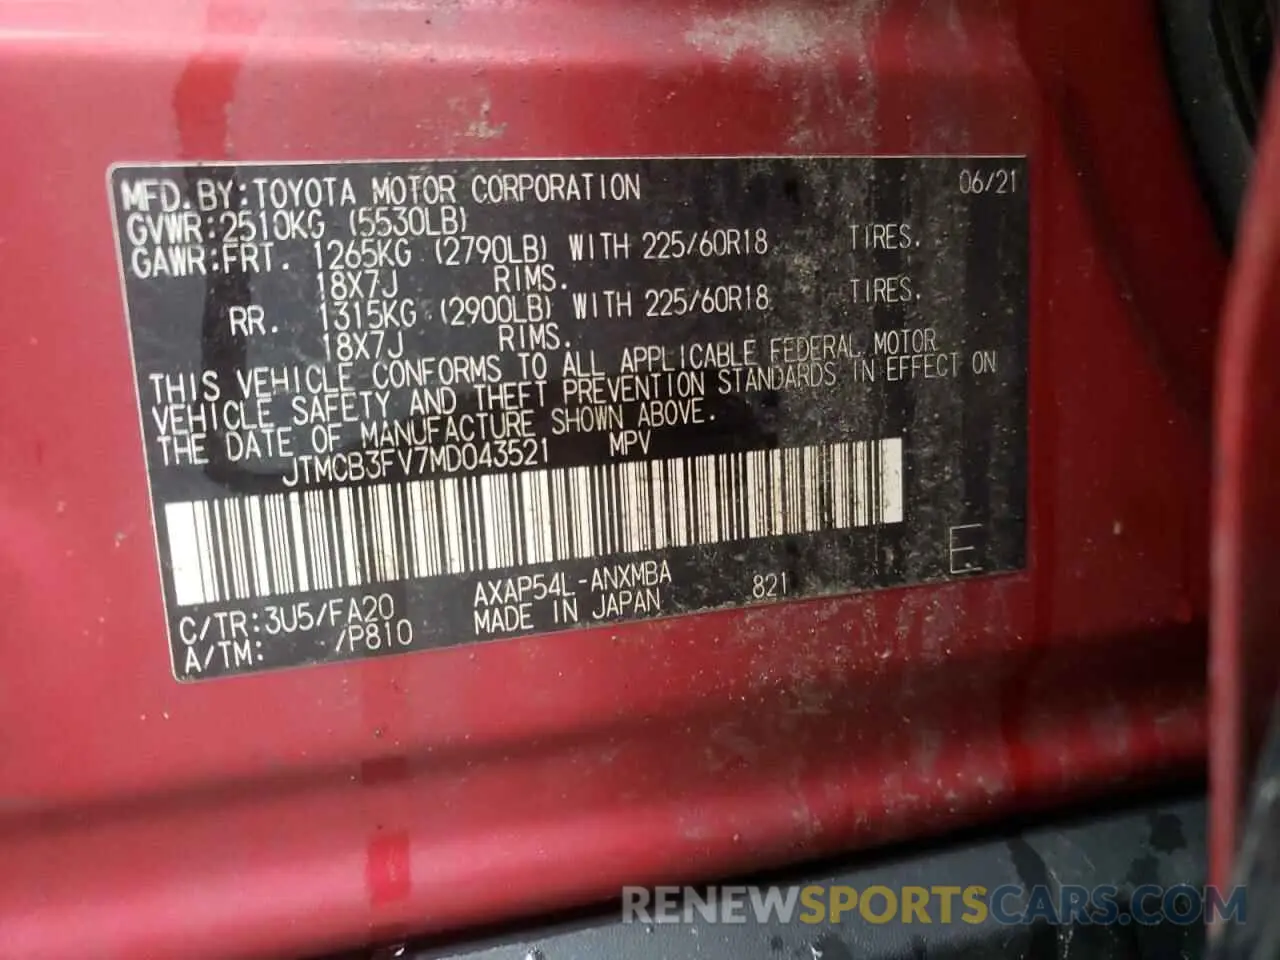 MFD. BY: TOYOTA MOTOR CORPORATION 06/21
GVWR: 2510KG (5530LB)
GAWR: FRT. 1265KG (2790LB) WITH 225/60R18 TIRES.
18X7J RIMS.
RR. 1315KG (2900LB) WITH 225/60R18 TIRES.
18X7J RIMS.
THIS VEHICLE CONFORMS TO ALL APPLICABLE FEDERAL MOTOR
VEHICLE SAFETY AND THEFT PREVENTION STANDARDS IN EFFECT ON
THE DATE OF MANUFACTURE SHOWN ABOVE.
JTMCB3FV7MD043521 MPV
E.
C/TR: 3U5/FA20 AXAP54L-ANXMBA 821
A/TM: /P810 MADE IN JAPAN
RENEWSPORTSCARS.COM